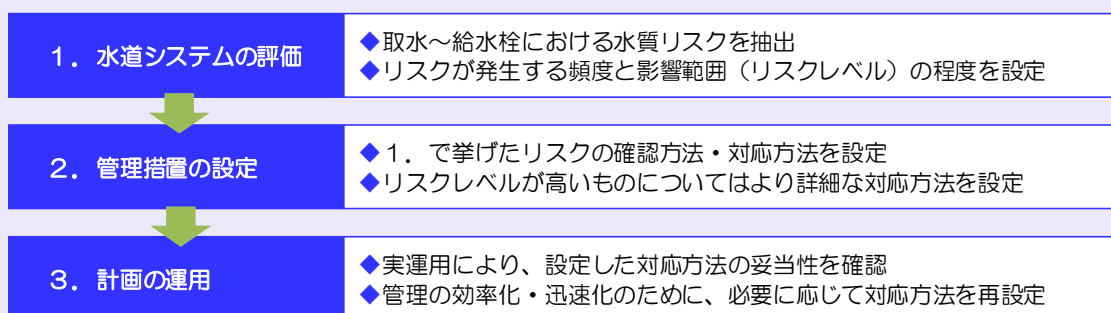 １．水道システムの評価
◆取水～給水栓における水質リスクを抽出
◆リスクが発生する頻度と影響範囲（リスクレベル）の程度を設定
２．管理措置の設定
◆１．で挙げたリスクの確認方法・対応方法を設定
◆リスクレベルが高いものについてはより詳細な対応方法を設定
３．計画の運用
◆実運用により、設定した対応方法の妥当性を確認
◆管理の効率化・迅速化のために、必要に応じて対応方法を再設定